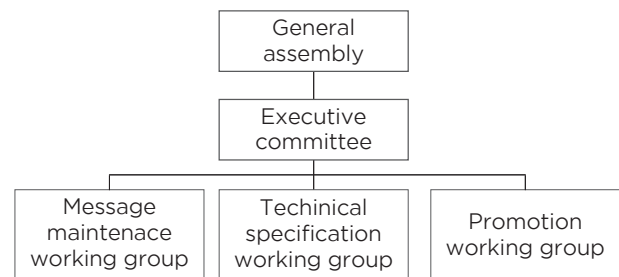 General
assembly
Executive
committee
Message
maintenace
working group
Techinical
specification
working group
Promotion
working group